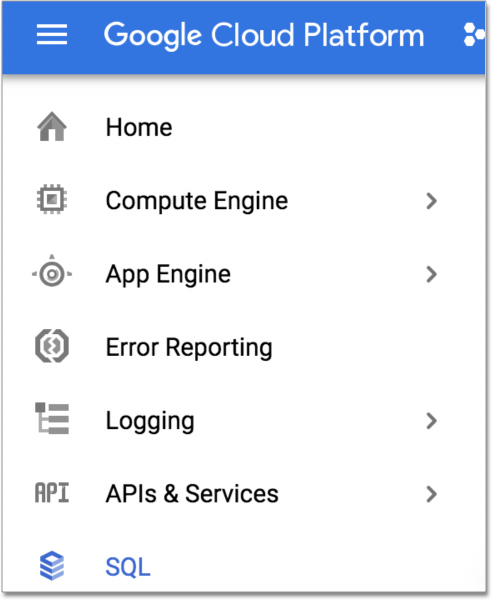 Google Cloud Platform
Home
Compute Engine
App Engine
Error Reporting
Logging
API APIs & Services
SQL